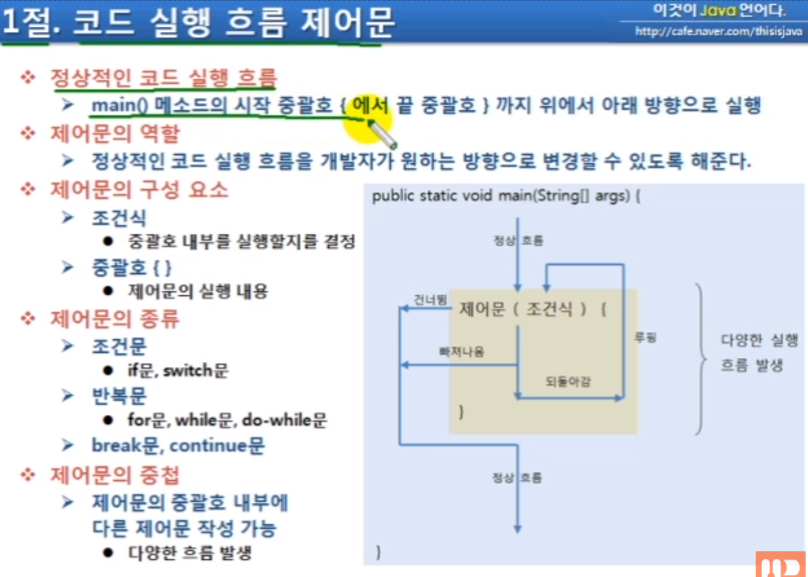 1절. 코드 실행 흐름 제어문
이것이 Java 언어다.
http://cafe.naver.com/thisisjava
정상적인 코드 실행 흐름
main() 메소드의 시작 중괄호 { 에서 끝 중괄호 } 까지 위에서 아래 방향으로 실행
제어문의 역할
정상적인 코드 실행 흐름을 개발자가 원하는 방향으로 변경할 수 있도록 해준다.
제어문의 구성 요소
조건식
중괄호 내부를 실행할지를 결정
중괄호 { }
제어문의 실행 내용
제어문의 종류
조건문
if문, switch문
반복문
for문, while문, do-while문
break문, continue문
제어문의 중첩
제어문의 중괄호 내부에
다른 제어문 작성 가능
다양한 흐름 발생
public static void main(String[] args) {
정상 흐름
건너뜀
제어문 ( 조건식 ) {
루핑
빠져나옴
되돌아감
}
다양한 실행
흐름 발생
정상 흐름
}